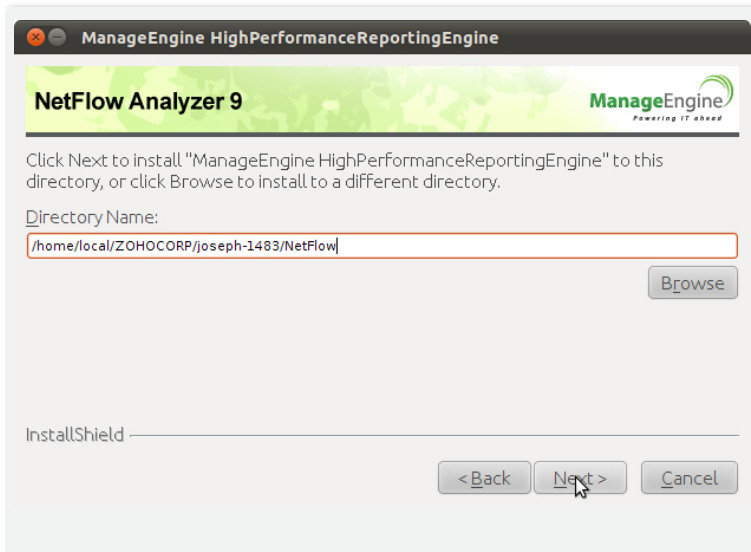 ManageEngine HighPerformanceReportingEngine
NetFlow Analyzer 9
ManageEngine
Powering IT ahead
Click Next to install "ManageEngine HighPerformanceReportingEngine" to this
directory, or click Browse to install to a different directory.
Directory Name:
/home/local/ZOHOCORP/joseph-1483/NetFlow
Browse
InstallShield
< Back
Next >
Cancel